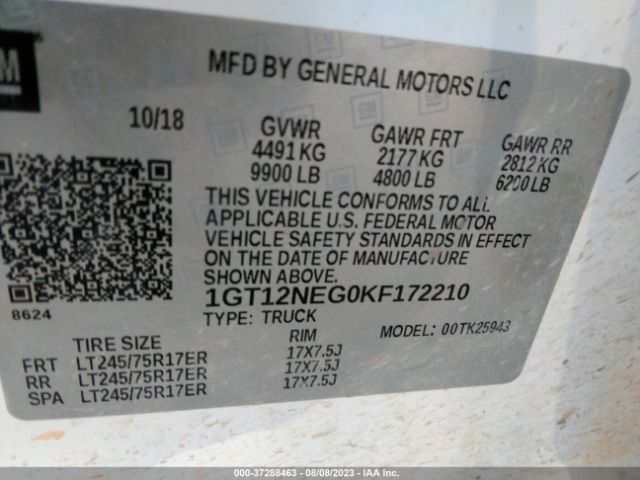 GM
MFD BY GENERAL MOTORS LLC
10/18 GVWR GAWR FRT GAWR RR
4491 KG 2177 KG 2812 KG
9900 LB 4800 LB 6200 LB
THIS VEHICLE CONFORMS TO ALL
APPLICABLE U.S. FEDERAL MOTOR
VEHICLE SAFETY STANDARDS IN EFFECT
ON THE DATE OF MANUFACTURE
SHOWN ABOVE.
8624
1GT12NEG0KF172210
TYPE: TRUCK MODEL: 00TK25943
TIRE SIZE RIM
FRT LT245/75R17ER 17X7.5J
RR LT245/75R17ER 17X7.5J
SPA LT245/75R17ER 17X7.5J
000-37288463 - 08/08/2023 - IAA Inc.